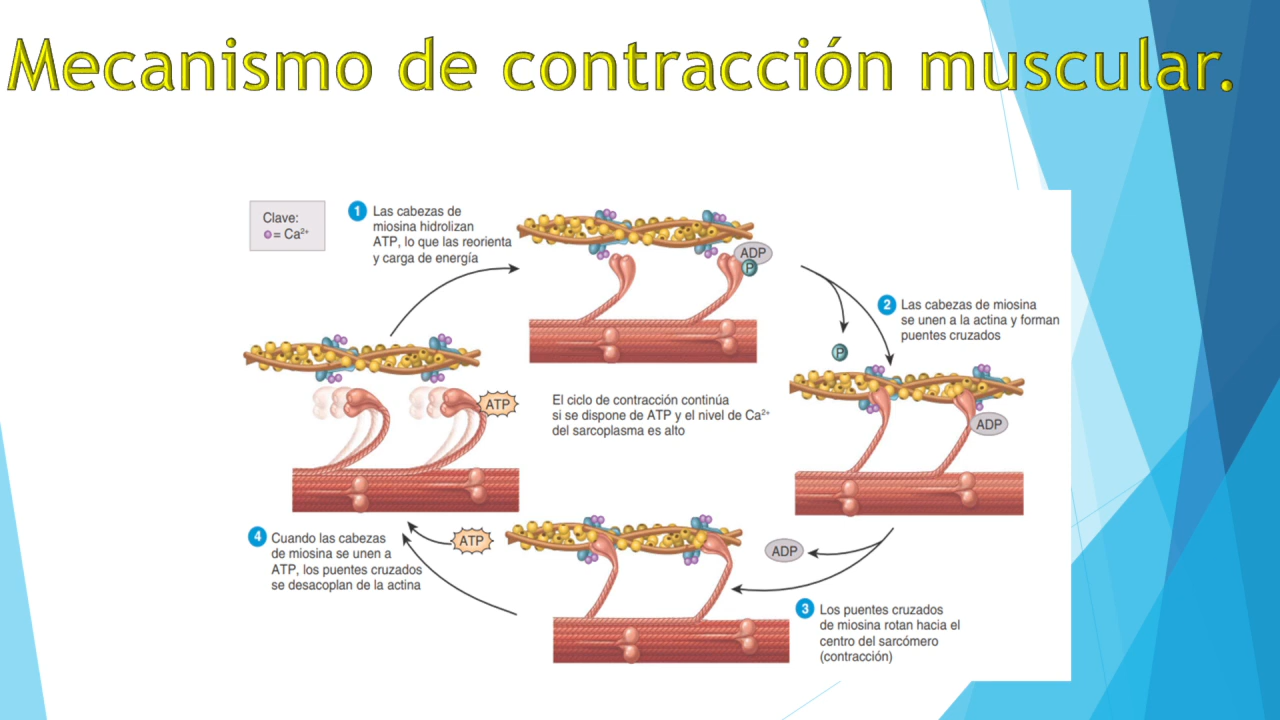 Mecanismo de contracción muscular.
Clave:
= Ca²⁺
1
Las cabezas de
miosina hidrolizan
ATP, lo que las reorienta
y carga de energía
ADP
P
2
Las cabezas de miosina
se unen a la actina y forman
puentes cruzados
P
ADP
ATP
El ciclo de contracción continúa
si se dispone de ATP y el nivel de Ca²⁺
del sarcoplasma es alto
4
Cuando las cabezas
de miosina se unen a
ATP, los puentes cruzados
se desacoplan de la actina
ATP
ADP
3
Los puentes cruzados
de miosina rotan hacia el
centro del sarcómero
(contracción)